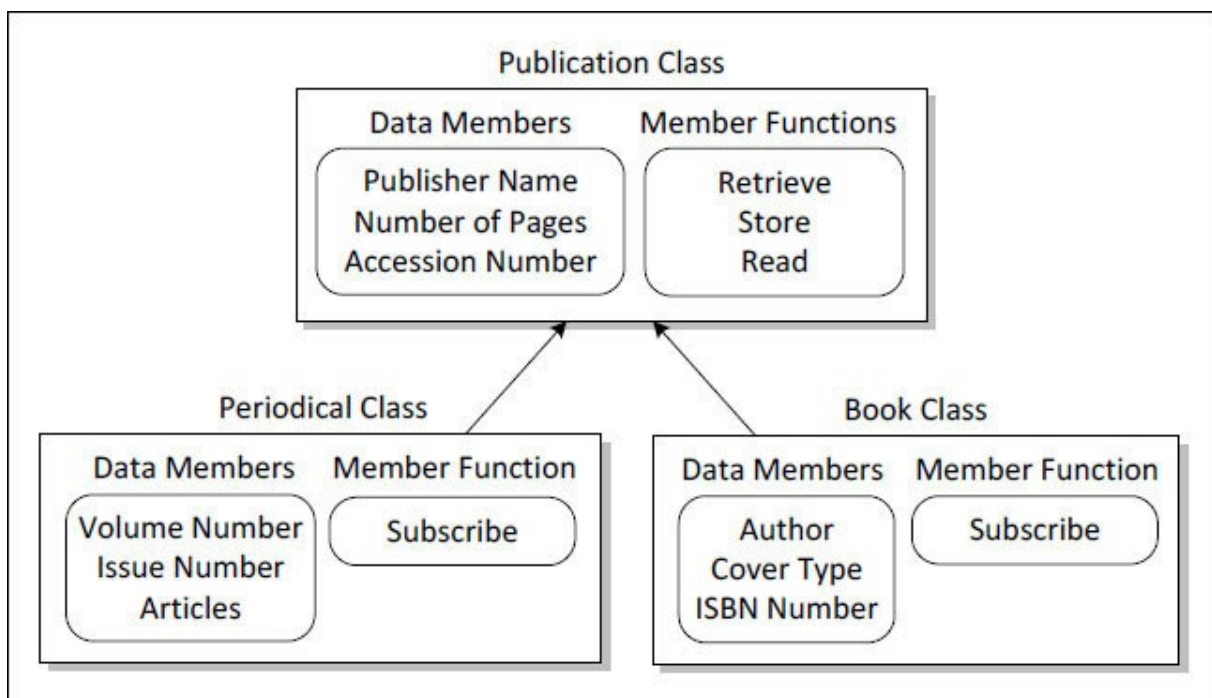 Publication Class
Data Members
Member Functions
Publisher Name
Number of Pages
Accession Number
Retrieve
Store
Read
Periodical Class
Data Members
Member Function
Volume Number
Issue Number
Articles
Subscribe
Book Class
Data Members
Member Function
Author
Cover Type
ISBN Number
Subscribe